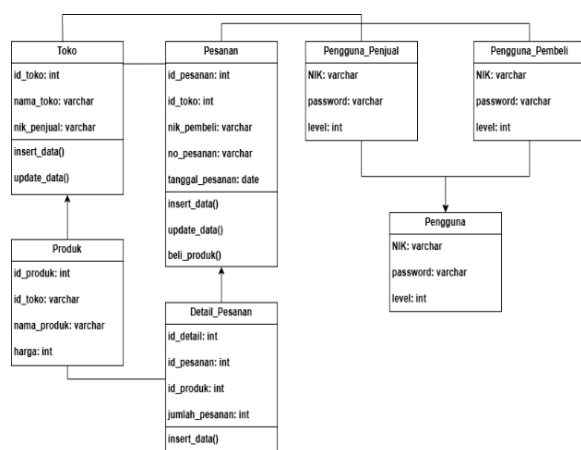 Toko
id_toko: int
nama_toko: varchar
nik_penjual: varchar
insert_data()
update_data()
Pesanan
id_pesanan: int
id_toko: int
nik_pembeli: varchar
no_pesanan: varchar
tanggal_pesanan: date
insert_data()
update_data()
beli_produk()
Pengguna_Penjual
NIK: varchar
password: varchar
level: int
Pengguna_Pembeli
NIK: varchar
password: varchar
level: int
Pengguna
NIK: varchar
password: varchar
level: int
Produk
id_produk: int
id_toko: varchar
nama_produk: varchar
harga: int
Detail_Pesanan
id_detail: int
id_pesanan: int
id_produk: int
jumlah_pesanan: int
insert_data()